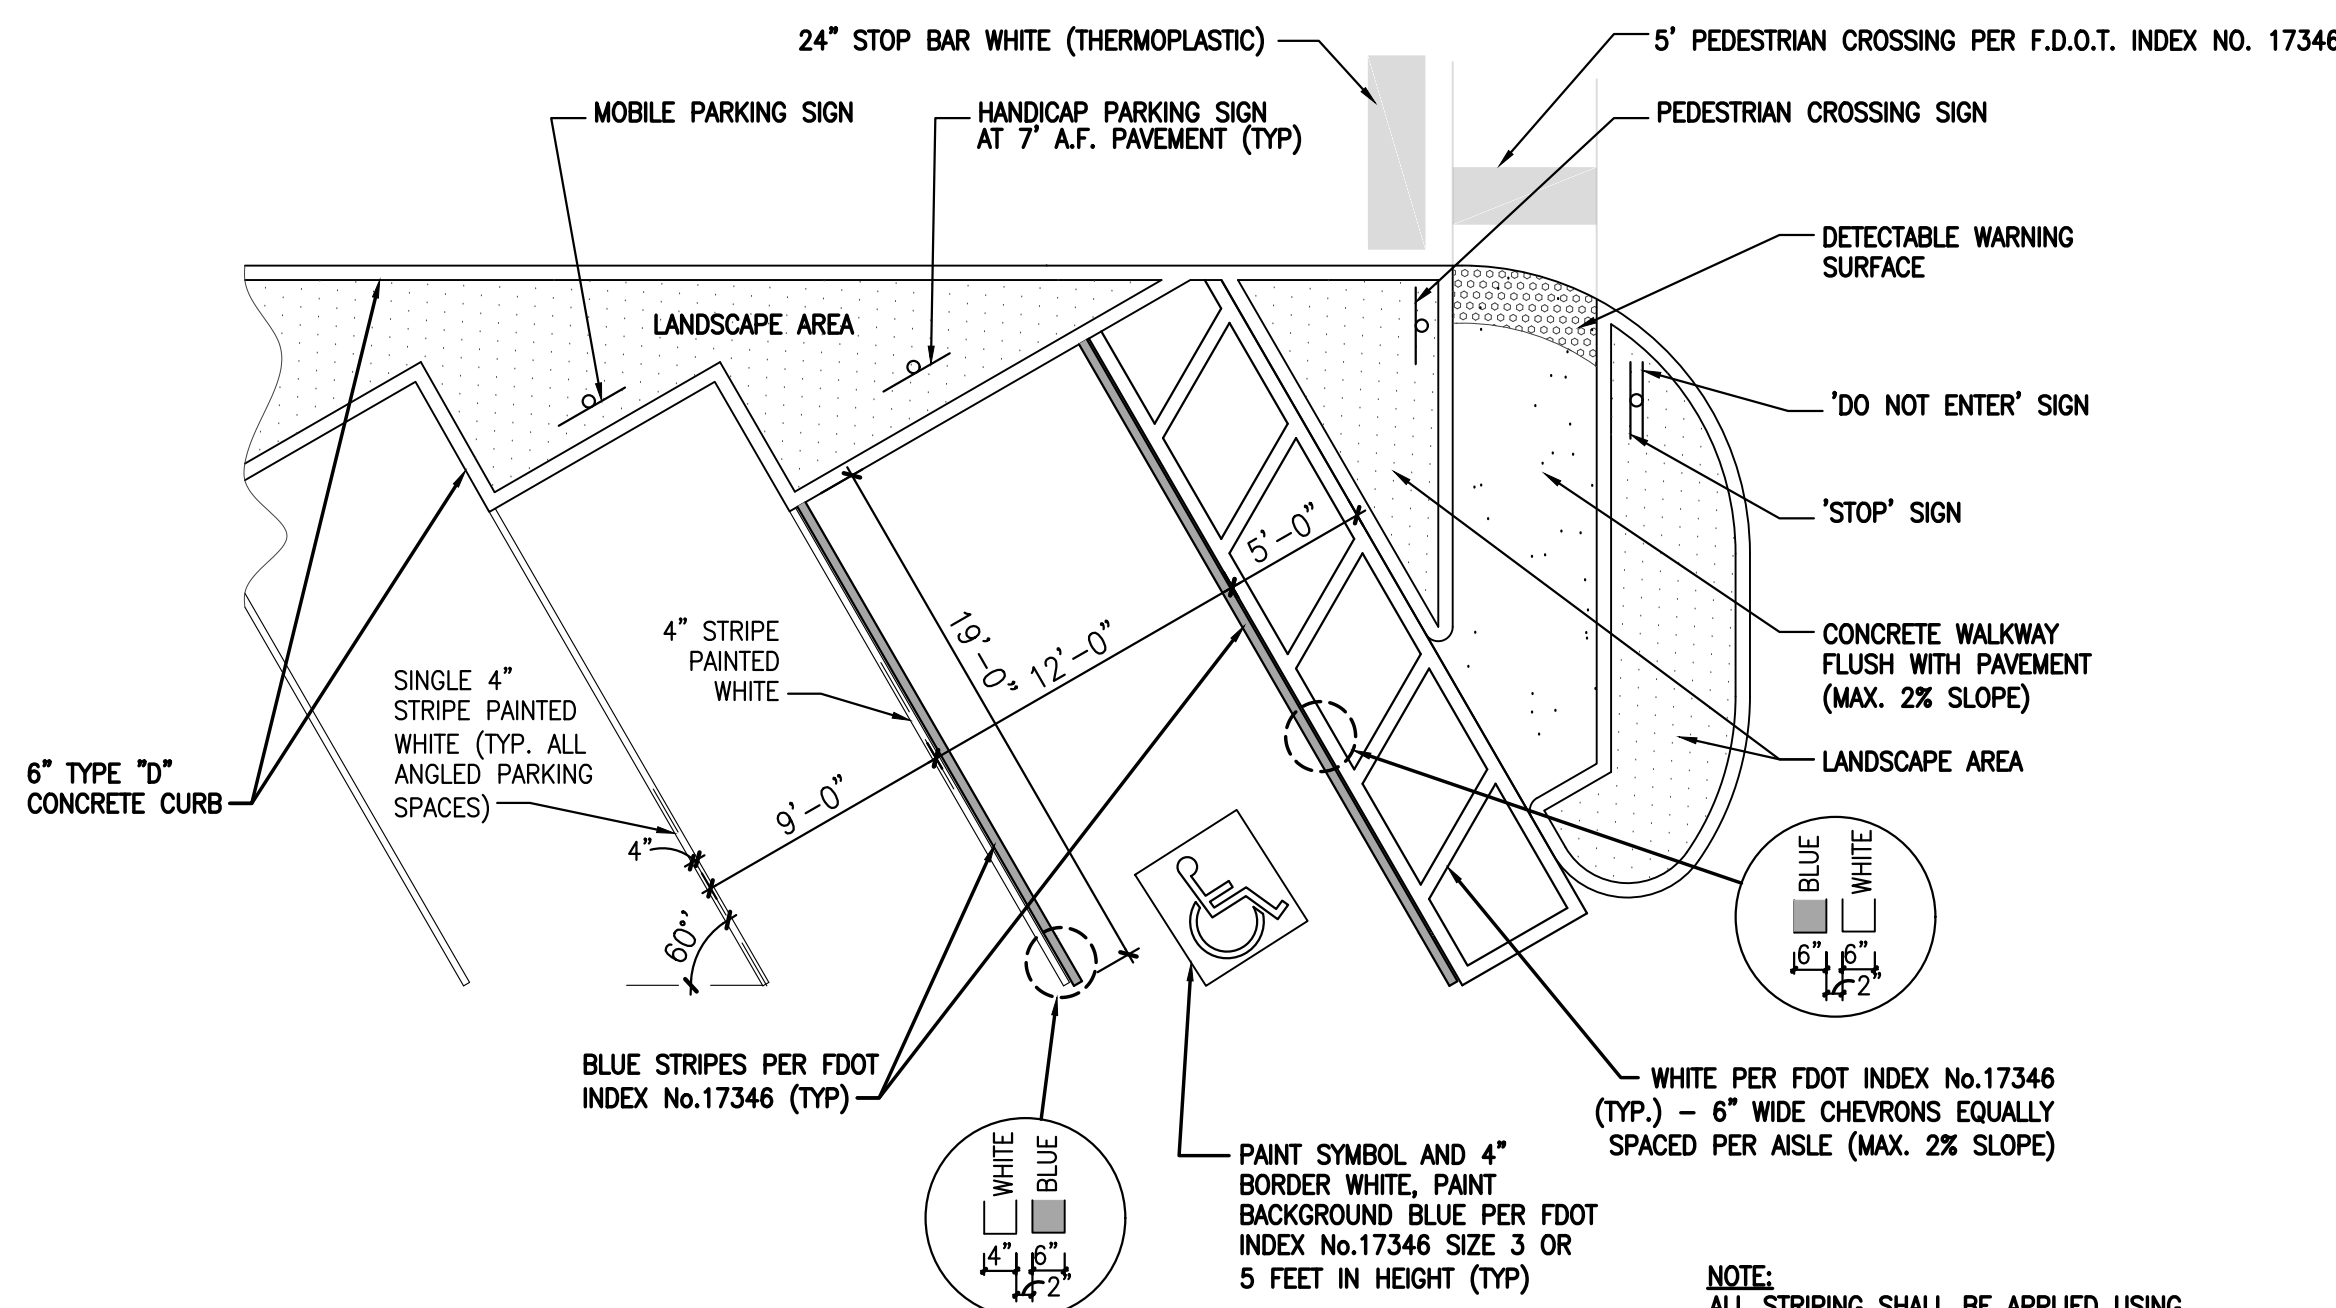 24” STOP BAR WHITE (THERMOPLASTIC)
5’ PEDESTRIAN CROSSING PER F.D.O.T. INDEX NO. 17346
MOBILE PARKING SIGN
HANDICAP PARKING SIGN
AT 7’ A.F. PAVEMENT (TYP)
PEDESTRIAN CROSSING SIGN
DETECTABLE WARNING
SURFACE
LANDSCAPE AREA
'DO NOT ENTER' SIGN
'STOP' SIGN
5’-0”
19’-0”
12’-0”
9’-0”
4” STRIPE
PAINTED
WHITE
SINGLE 4”
STRIPE PAINTED
WHITE (TYP. ALL
ANGLED PARKING
SPACES)
4”
60°
6” TYPE ”D”
CONCRETE CURB
CONCRETE WALKWAY
FLUSH WITH PAVEMENT
(MAX. 2% SLOPE)
LANDSCAPE AREA
BLUE
WHITE
6”
6”
2”
BLUE STRIPES PER FDOT
INDEX No.17346 (TYP)
WHITE PER FDOT INDEX No.17346
(TYP.) – 6” WIDE CHEVRONS EQUALLY
SPACED PER AISLE (MAX. 2% SLOPE)
WHITE
BLUE
4”
6”
2”
PAINT SYMBOL AND 4”
BORDER WHITE, PAINT
BACKGROUND BLUE PER FDOT
INDEX No.17346 SIZE 3 OR
5 FEET IN HEIGHT (TYP)
NOTE:
ALL STRIPING SHALL BE APPLIED USING